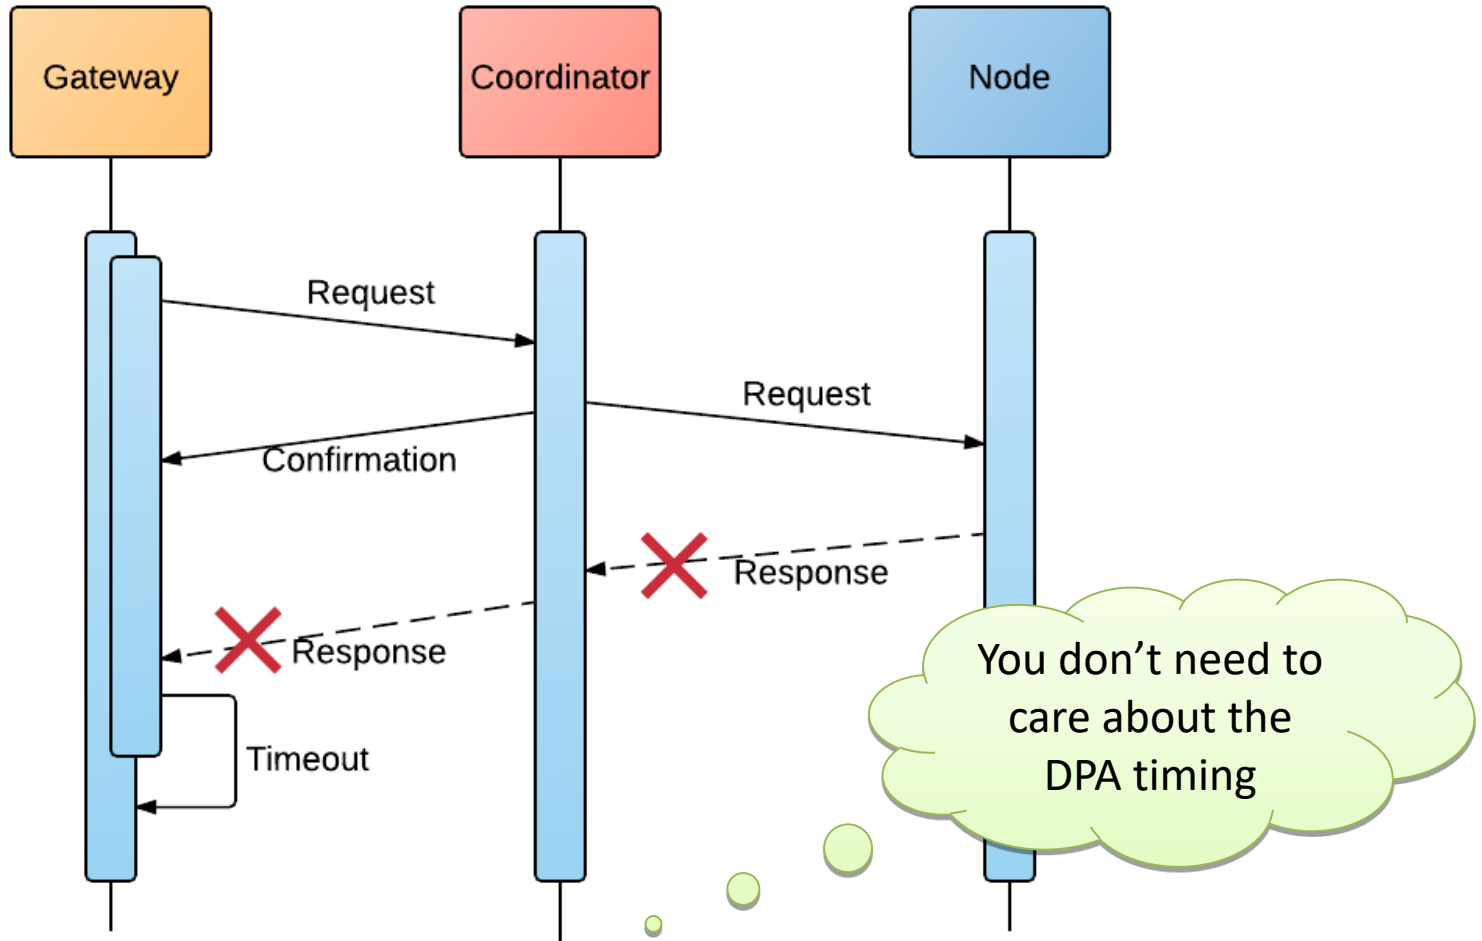 Gateway
Coordinator
Node
Request
Request
Confirmation
Response
Response
Timeout
You don’t need to
care about the
DPA timing